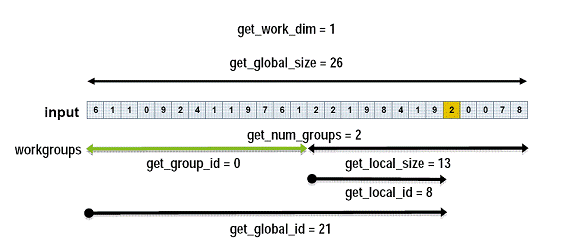 get_work_dim = 1
get_global_size = 26
input 6 1 1 0 9 2 4 1 1 9 7 6 1 2 2 1 9 8 4 1 9 2 0 0 7 8
get_num_groups = 2
workgroups
get_group_id = 0 get_local_size = 13
get_local_id = 8
get_global_id = 21